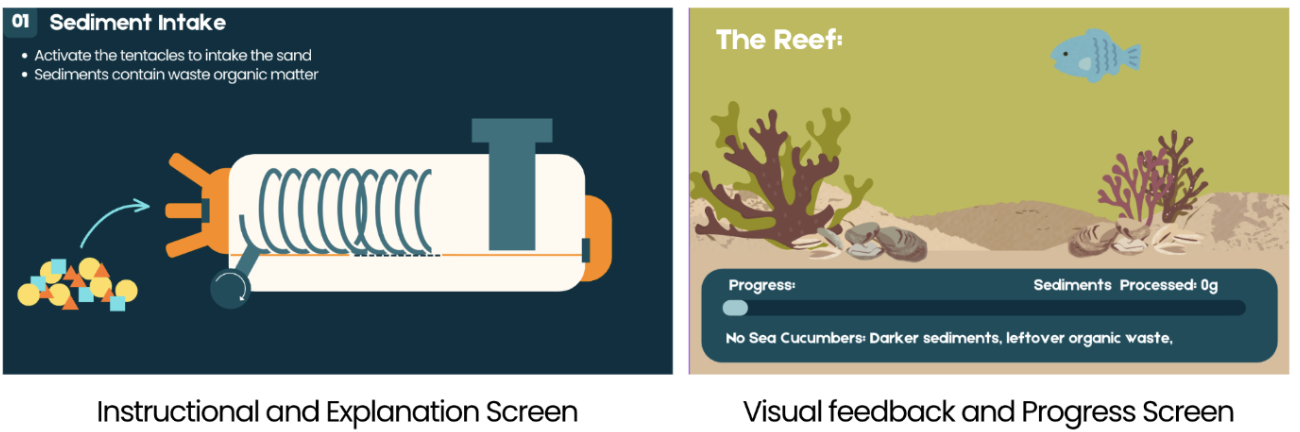 01 Sediment Intake
• Activate the tentacles to intake the sand
• Sediments contain waste organic matter
The Reef:
Progress: Sediments Processed: 0g
No Sea Cucumbers: Darker sediments, leftover organic waste,
Instructional and Explanation Screen
Visual feedback and Progress Screen